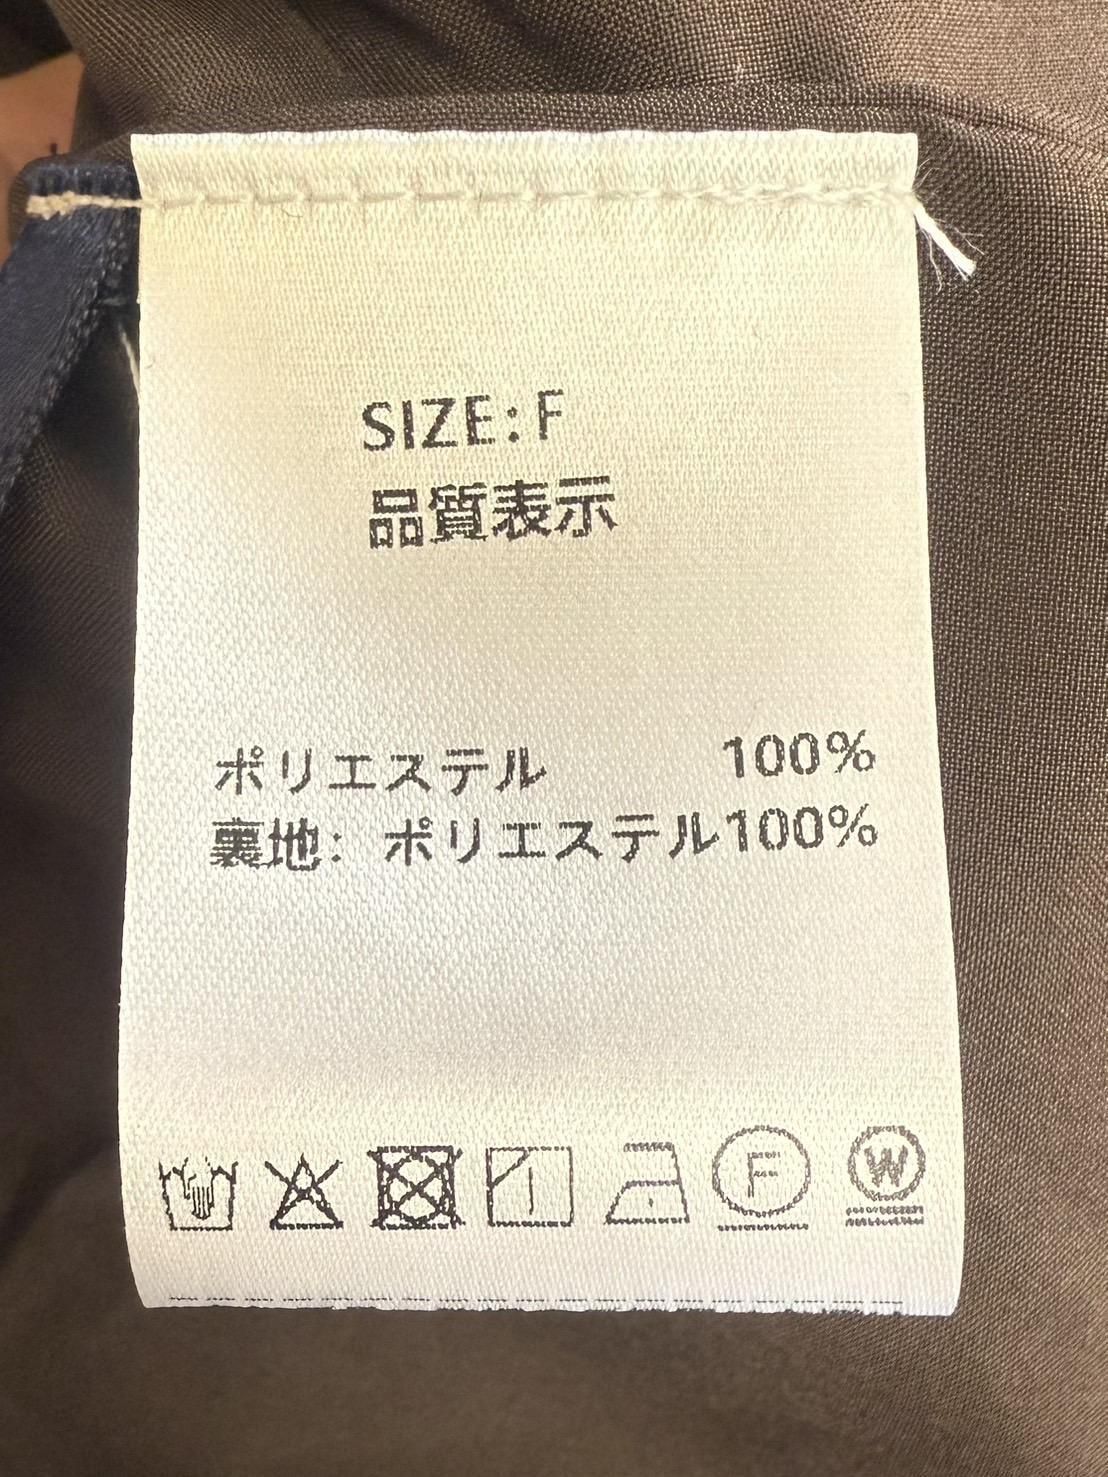 SIZE:F
品質表示
ポリエステル 100%
裏地: ポリエステル100%
F W